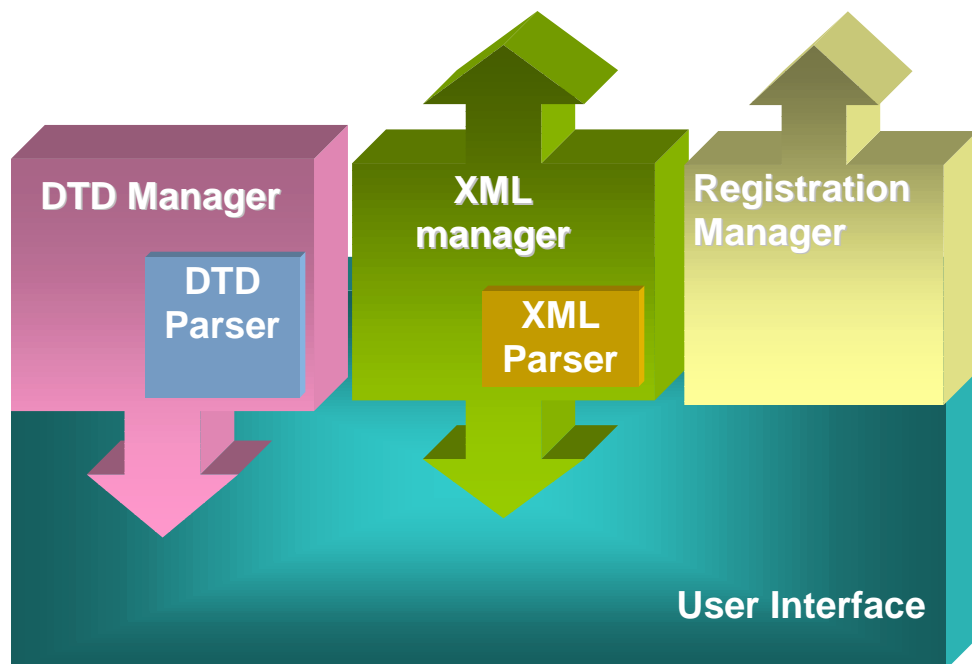 DTD Manager
DTD
Parser
XML
manager
XML
Parser
Registration
Manager
User Interface